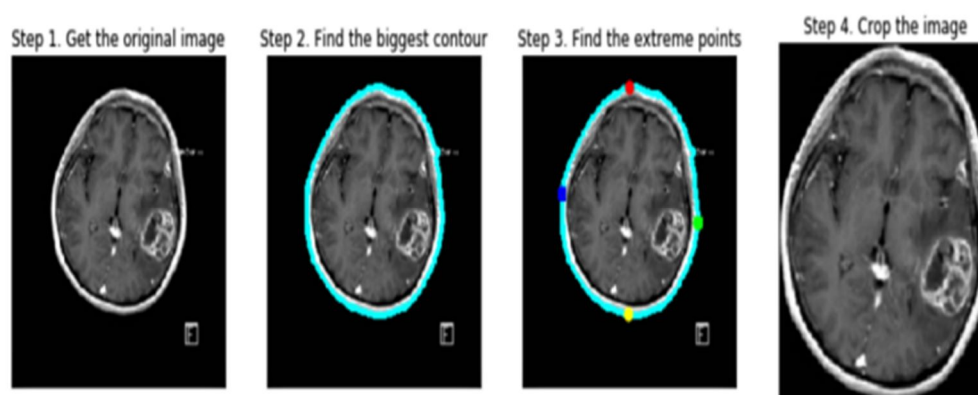 Step 1. Get the original image
Step 2. Find the biggest contour
Step 3. Find the extreme points
Step 4. Crop the image